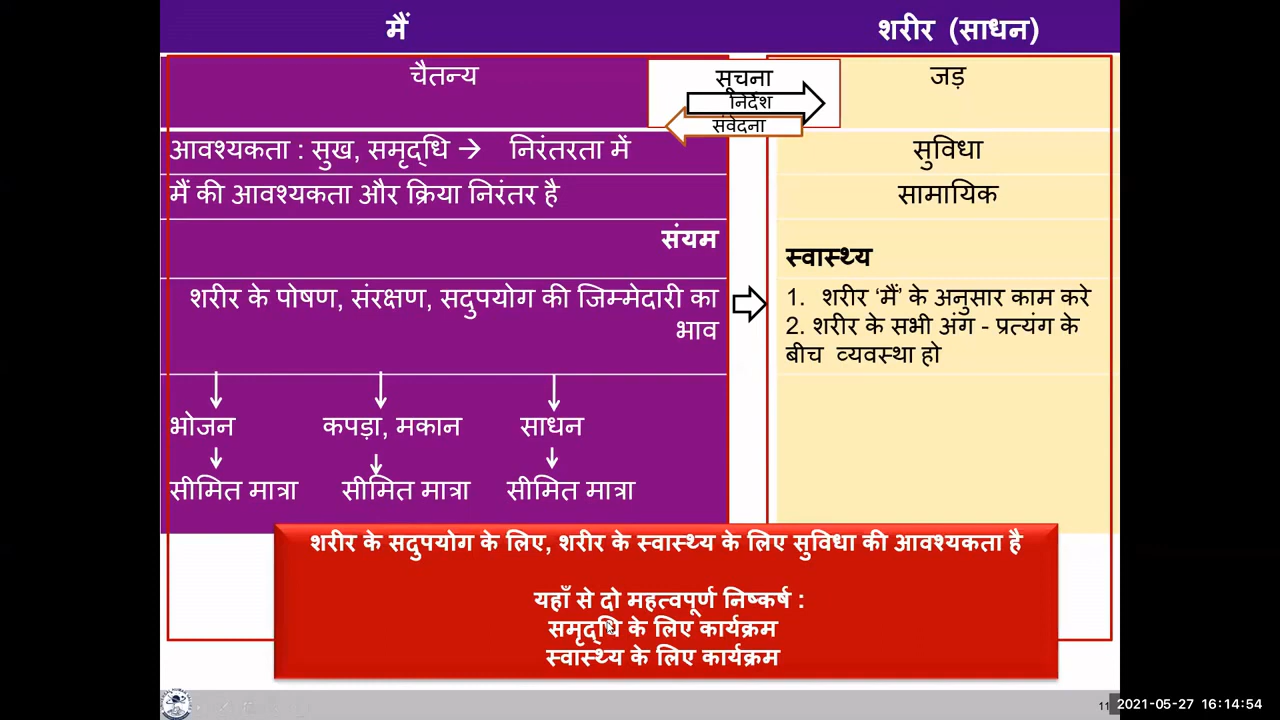 मैं
शरीर (साधन)
चैतन्य
सूचना
निर्देश
संवेदना
जड़
आवश्यकता : सुख, समृद्धि → निरंतरता में
सुविधा
मैं की आवश्यकता और क्रिया निरंतर है
सामायिक
संयम
स्वास्थ्य
शरीर के पोषण, संरक्षण, सदुपयोग की जिम्मेदारी का
भाव
1. शरीर ‘मैं’ के अनुसार काम करे
2. शरीर के सभी अंग - प्रत्यंग के
बीच व्यवस्था हो
भोजन कपड़ा, मकान साधन
सीमित मात्रा सीमित मात्रा सीमित मात्रा
शरीर के सदुपयोग के लिए, शरीर के स्वास्थ्य के लिए सुविधा की आवश्यकता है
यहाँ से दो महत्वपूर्ण निष्कर्ष :
समृद्धि के लिए कार्यक्रम
स्वास्थ्य के लिए कार्यक्रम
2021-05-27 16:14:54